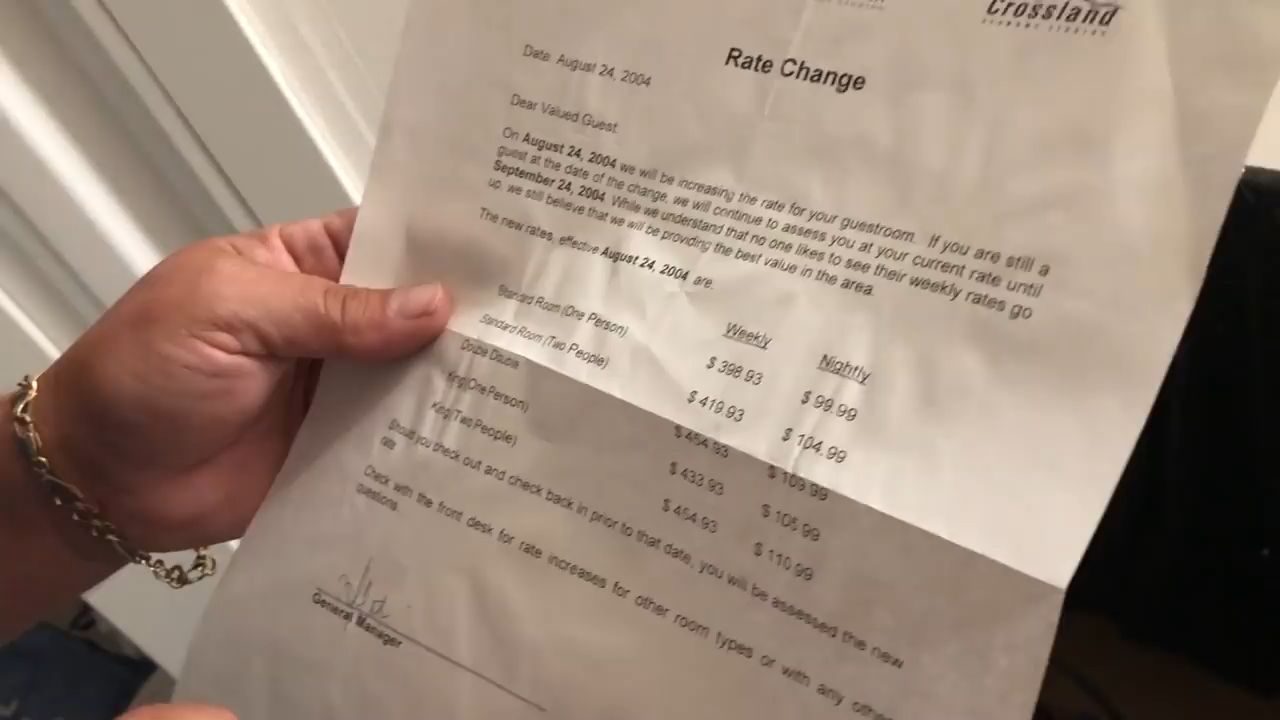 Crossland
Rate Change
Date: August 24, 2004
Dear Valued Guest:
On August 24, 2004 we will be increasing the rate for your guestroom. If you are still a
guest at the date of the change, we will continue to assess you at your current rate until
September 24, 2004. While we understand that no one likes to see their weekly rates go
up, we still believe that we will be providing the best value in the area.
The new rates, effective August 24, 2004 are:
Weekly Nightly
Standard Room (One Person) $ 398.93 $ 99.99
Standard Room (Two People) $ 419.93 $ 104.99
Double Double $ 454.93 $ 109.99
King (One Person) $ 433.93 $ 105.99
King (Two People) $ 454.93 $ 110.99
Should you check out and check back in prior to that date, you will be assessed the new
rate.
Check with the front desk for rate increases for other room types or with any other
questions.
General Manager